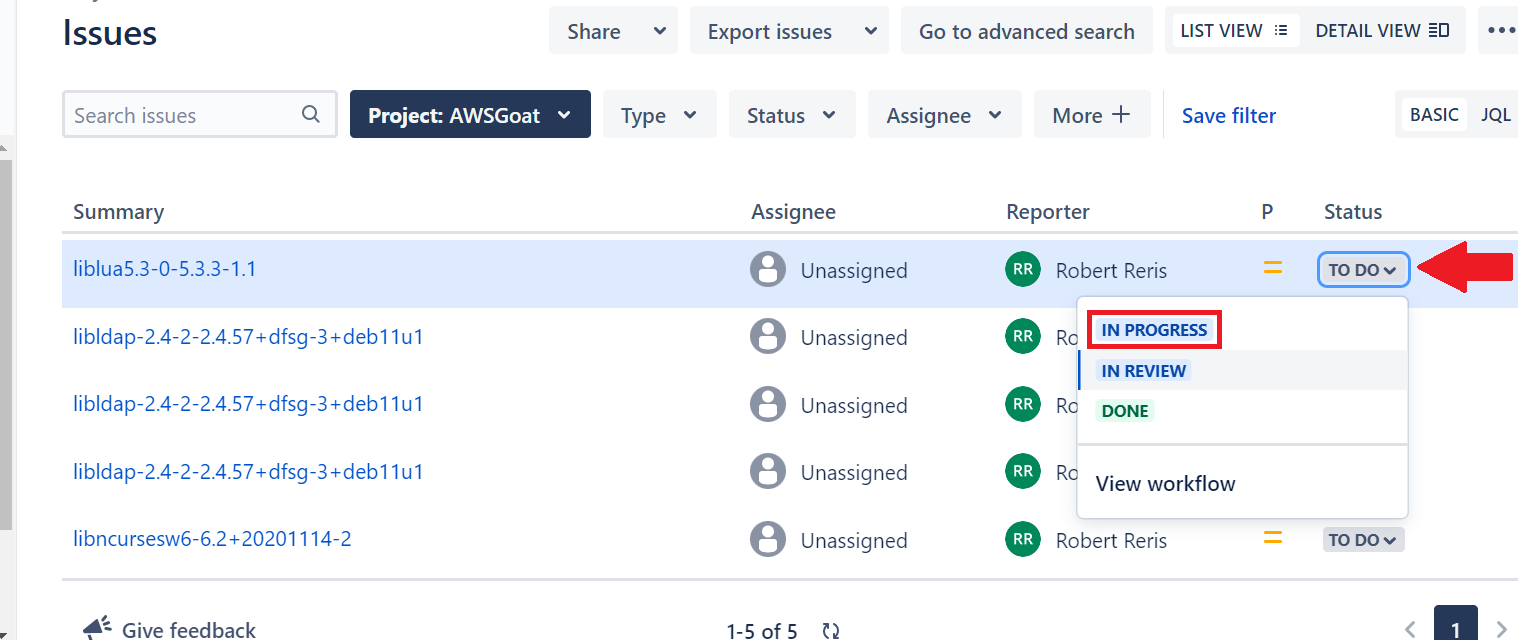 Issues
Share
Export issues
Go to advanced search
LIST VIEW
DETAIL VIEW
Search issues
Project: AWSGoat
Type
Status
Assignee
More +
Save filter
BASIC
JQL
Summary Assignee Reporter P Status
liblua5.3-0-5.3.3-1.1 Unassigned RR Robert Reris TO DO
IN PROGRESS
libldap-2.4-2-2.4.57+dfsg-3+deb11u1 Unassigned RR Ro
IN REVIEW
libldap-2.4-2-2.4.57+dfsg-3+deb11u1 Unassigned RR Ro
DONE
libldap-2.4-2-2.4.57+dfsg-3+deb11u1 Unassigned RR Ro
View workflow
libncursesw6-6.2+20201114-2 Unassigned RR Robert Reris TO DO
Give feedback
1-5 of 5
1